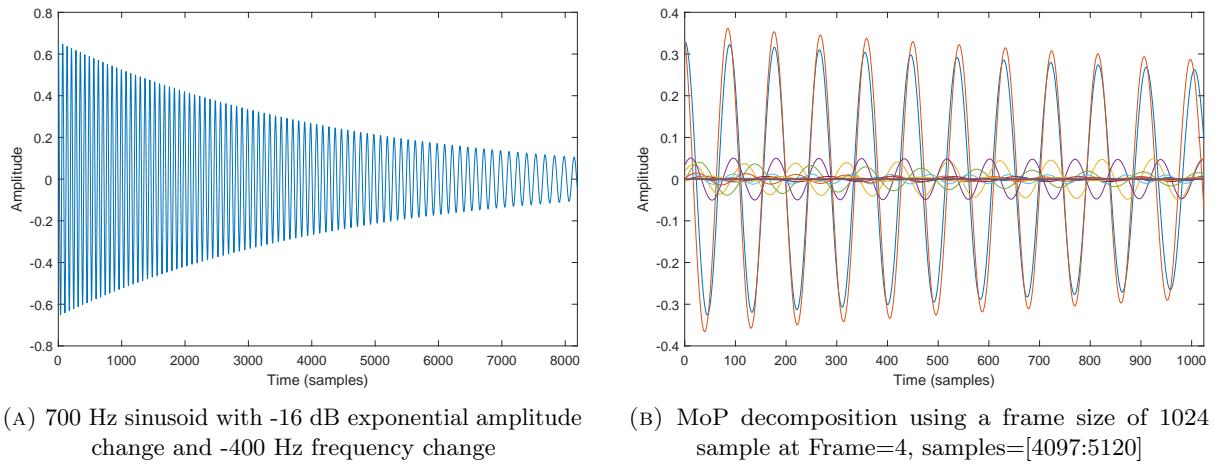 0.8
0.6
0.4
0.2
0
-0.2
-0.4
-0.6
-0.8
Amplitude
0 1000 2000 3000 4000 5000 6000 7000 8000
Time (samples)
0.4
0.3
0.2
0.1
0
-0.1
-0.2
-0.3
-0.4
Amplitude
0 100 200 300 400 500 600 700 800 900 1000
Time (samples)
(A) 700 Hz sinusoid with -16 dB exponential amplitude
change and -400 Hz frequency change
(B) MoP decomposition using a frame size of 1024
sample at Frame=4, samples=[4097:5120]